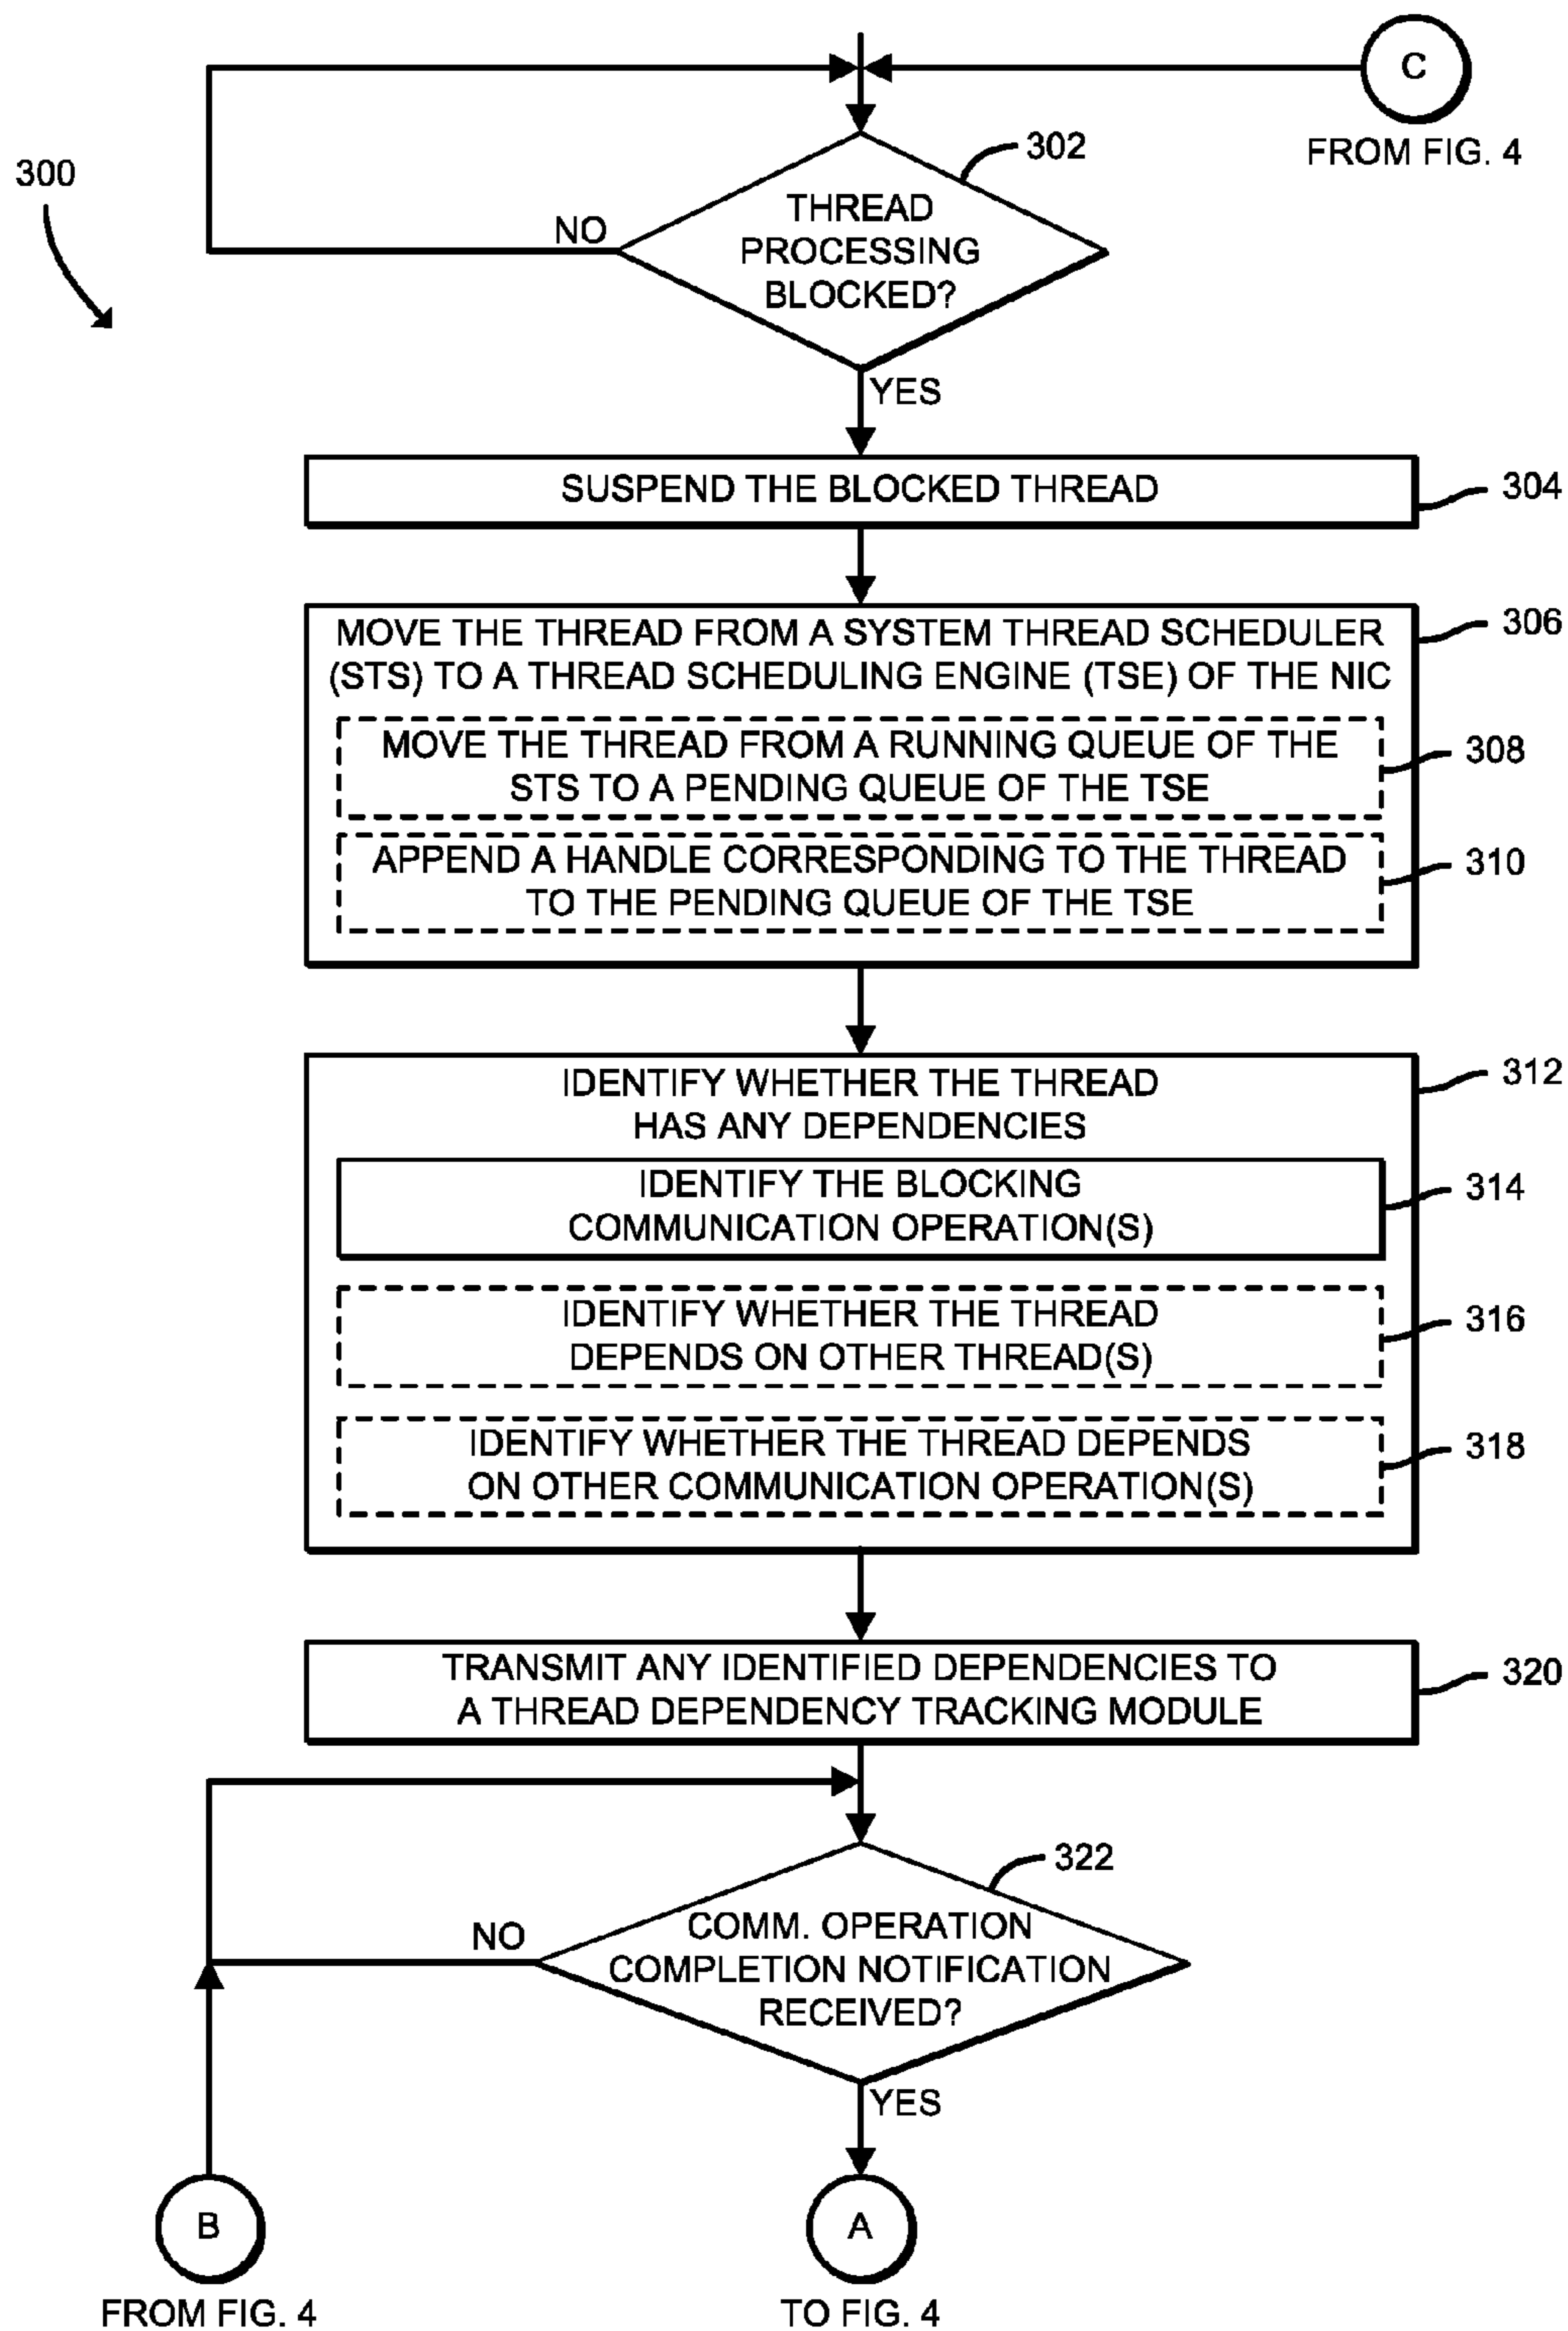 C
FROM FIG. 4
300
302
THREAD
PROCESSING
BLOCKED?
NO
YES
SUSPEND THE BLOCKED THREAD
304
MOVE THE THREAD FROM A SYSTEM THREAD SCHEDULER
(STS) TO A THREAD SCHEDULING ENGINE (TSE) OF THE NIC
306
MOVE THE THREAD FROM A RUNNING QUEUE OF THE
STS TO A PENDING QUEUE OF THE TSE
308
APPEND A HANDLE CORRESPONDING TO THE THREAD
TO THE PENDING QUEUE OF THE TSE
310
IDENTIFY WHETHER THE THREAD
HAS ANY DEPENDENCIES
312
IDENTIFY THE BLOCKING
COMMUNICATION OPERATION(S)
314
IDENTIFY WHETHER THE THREAD
DEPENDS ON OTHER THREAD(S)
316
IDENTIFY WHETHER THE THREAD DEPENDS
ON OTHER COMMUNICATION OPERATION(S)
318
TRANSMIT ANY IDENTIFIED DEPENDENCIES TO
A THREAD DEPENDENCY TRACKING MODULE
320
322
COMM. OPERATION
COMPLETION NOTIFICATION
RECEIVED?
NO
YES
B
FROM FIG. 4
A
TO FIG. 4